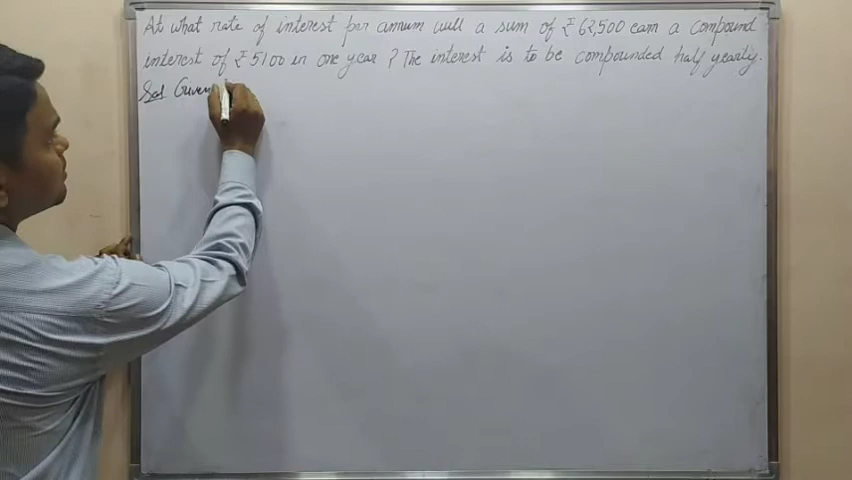 At what rate of interest per annum will a sum of ₹ 62,500 earn a compound
interest of ₹ 5100 in one year ? The interest is to be compounded half yearly.
Sol Given